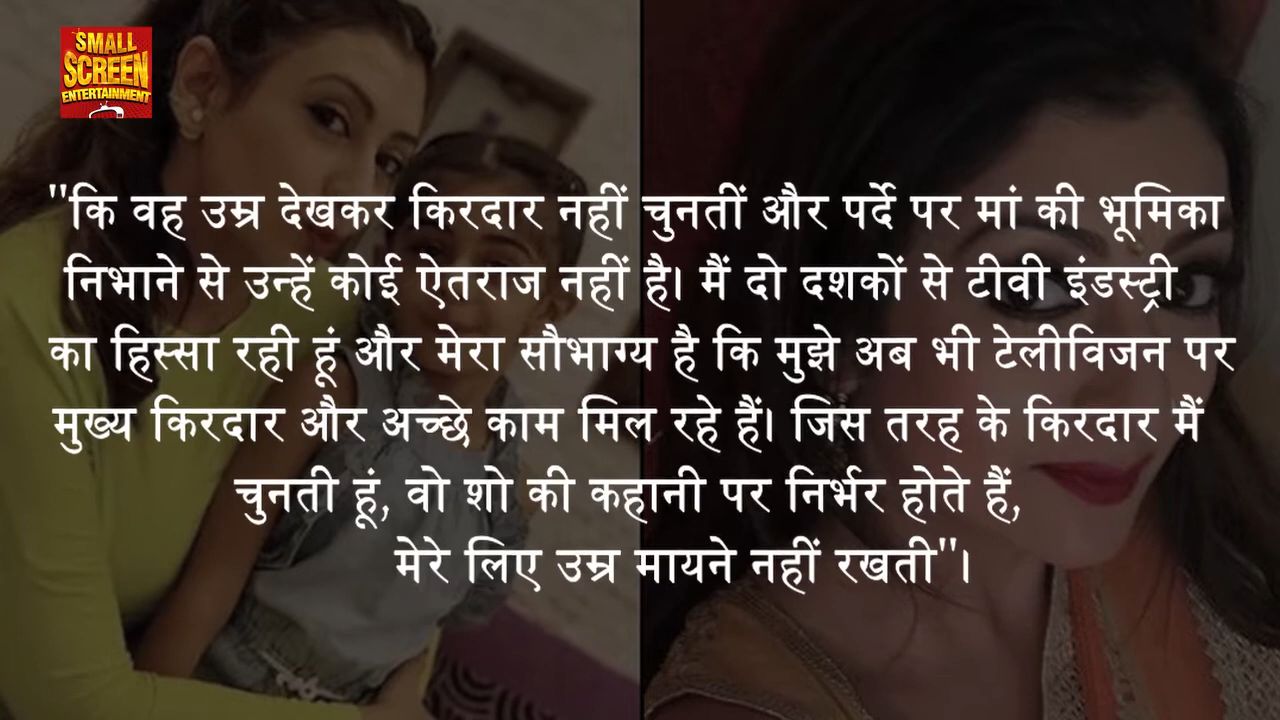 SMALL
SCREEN
ENTERTAINMENT
"कि वह उम्र देखकर किरदार नहीं चुनतीं और पर्दे पर मां की भूमिका
निभाने से उन्हें कोई ऐतराज नहीं है। मैं दो दशकों से टीवी इंडस्ट्री
का हिस्सा रही हूं और मेरा सौभाग्य है कि मुझे अब भी टेलीविजन पर
मुख्य किरदार और अच्छे काम मिल रहे हैं। जिस तरह के किरदार मैं
चुनती हूं, वो शो की कहानी पर निर्भर होते हैं,
मेरे लिए उम्र मायने नहीं रखती"।